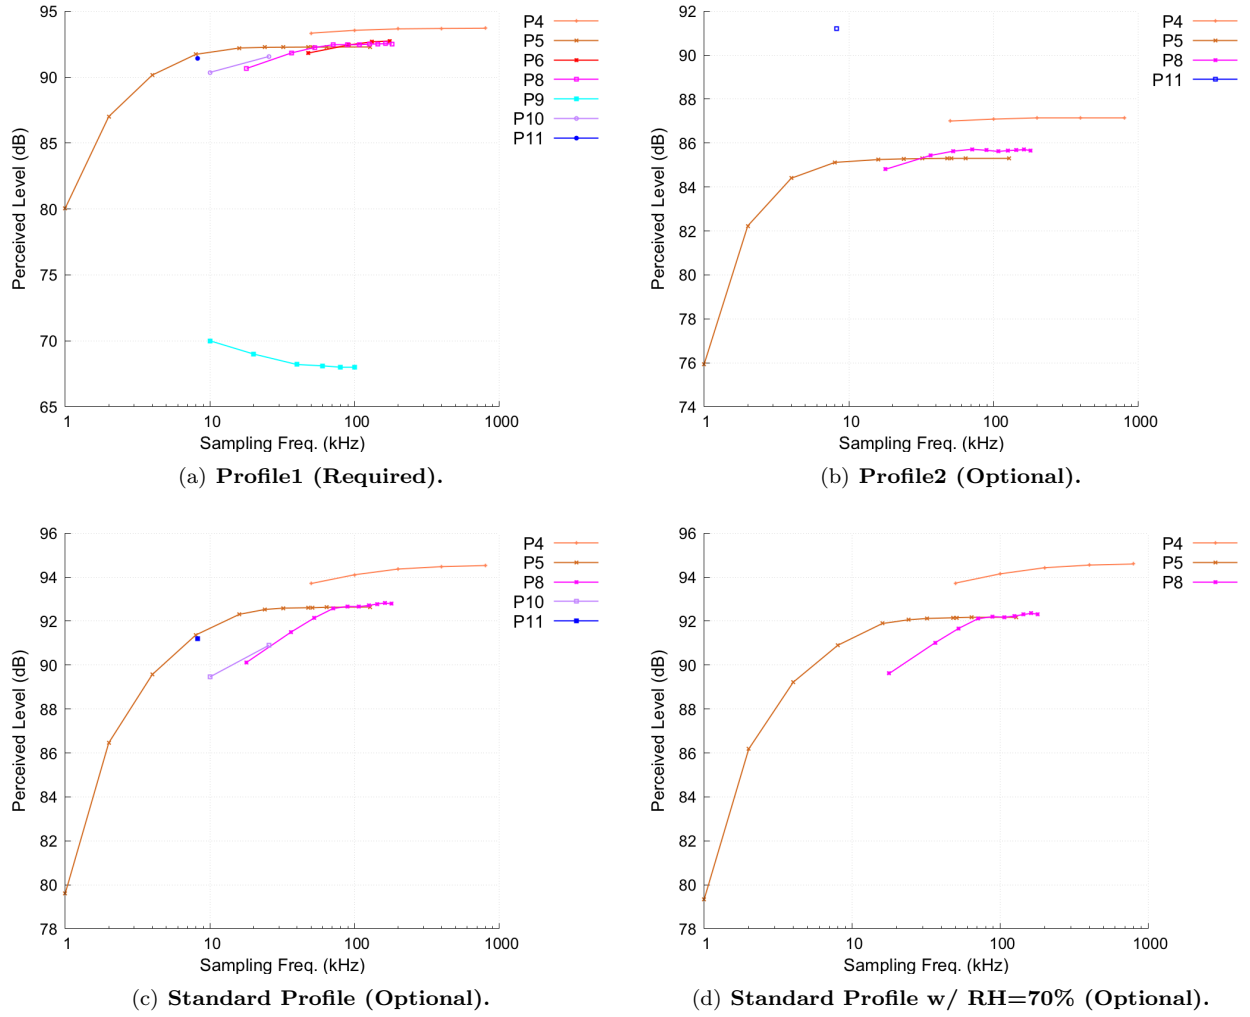 95
90
85
80
75
70
65
Perceived Level (dB)
1
10
100
1000
Sampling Freq. (kHz)
P4
P5
P6
P8
P9
P10
P11
(a) Profile1 (Required).
92
90
88
86
84
82
80
78
76
74
Perceived Level (dB)
1
10
100
1000
Sampling Freq. (kHz)
P4
P5
P8
P11
(b) Profile2 (Optional).
96
94
92
90
88
86
84
82
80
78
Perceived Level (dB)
1
10
100
1000
Sampling Freq. (kHz)
P4
P5
P8
P10
P11
(c) Standard Profile (Optional).
96
94
92
90
88
86
84
82
80
78
Perceived Level (dB)
1
10
100
1000
Sampling Freq. (kHz)
P4
P5
P8
(d) Standard Profile w/ RH=70% (Optional).